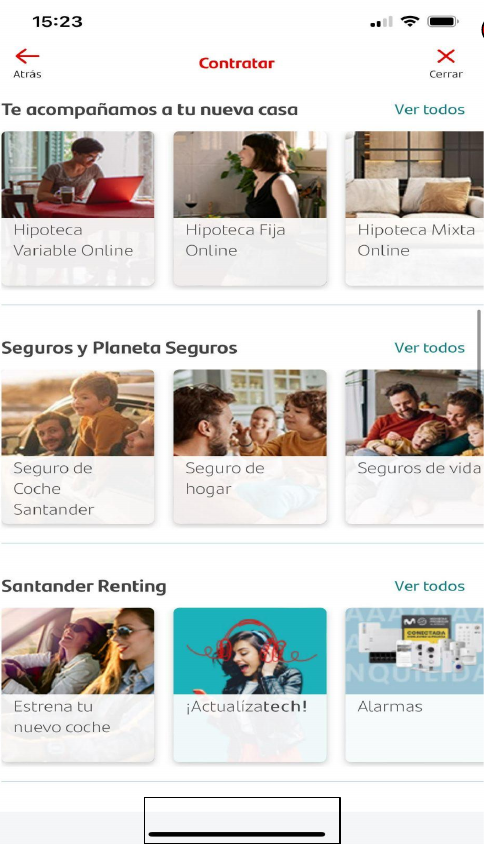 15:23
Contratar
Atrás
Cerrar
Te acompañamos a tu nueva casa
Ver todos
Hipoteca
Variable Online
Hipoteca Fija
Online
Hipoteca Mixta
Online
Seguros y Planeta Seguros
Ver todos
Seguro de
Coche
Santander
Seguro de
hogar
Seguros de vida
Santander Renting
Ver todos
Estrena tu
nuevo coche
¡Actualízatech!
CONECTADA
Alarmas